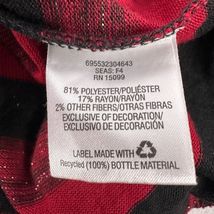 695532304643
SEAS: F4
RN 15099
81% POLYESTER/POLIÉSTER
17% RAYON/RAYÓN
2% OTHER FIBERS/OTRAS FIBRAS
EXCLUSIVE OF DECORATION/
EXCLUSIVO DE DECORACIÓN
LABEL MADE WITH
Recycled (100%) BOTTLE MATERIAL